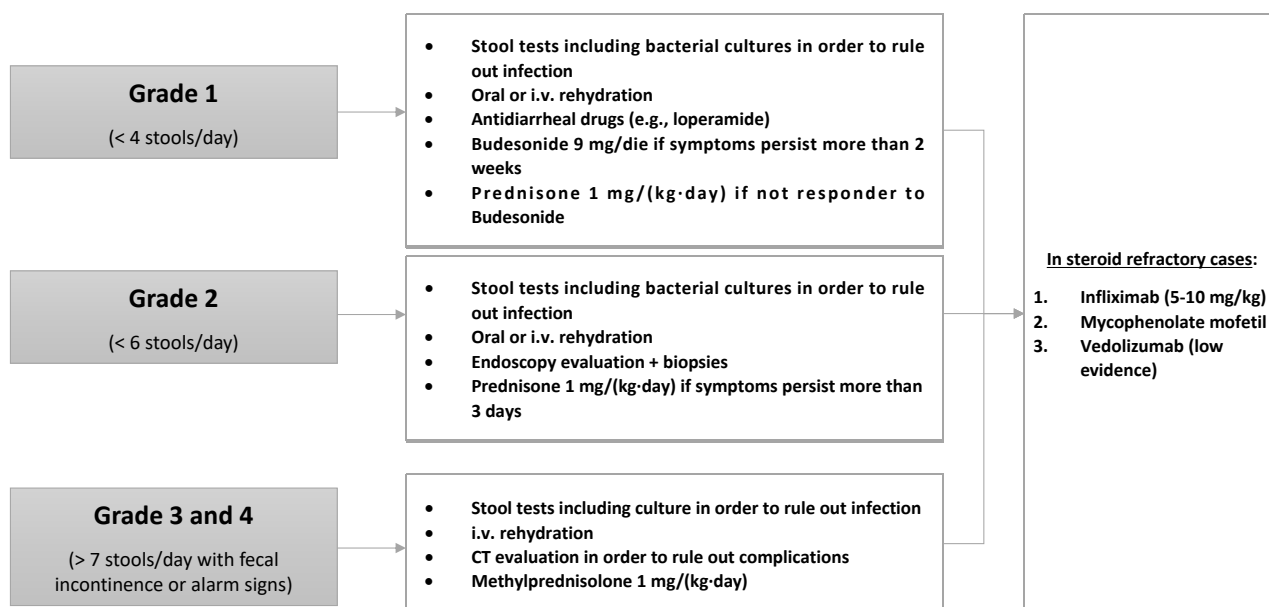 Grade 1
(< 4 stools/day)
• Stool tests including bacterial cultures in order to rule
out infection
• Oral or i.v. rehydration
• Antidiarrheal drugs (e.g., loperamide)
• Budesonide 9 mg/die if symptoms persist more than 2
weeks
• Prednisone 1 mg/(kg·day) if not responder to
Budesonide
Grade 2
(< 6 stools/day)
• Stool tests including bacterial cultures in order to rule
out infection
• Oral or i.v. rehydration
• Endoscopy evaluation + biopsies
• Prednisone 1 mg/(kg·day) if symptoms persist more than
3 days
Grade 3 and 4
(> 7 stools/day with fecal
incontinence or alarm signs)
• Stool tests including culture in order to rule out infection
• i.v. rehydration
• CT evaluation in order to rule out complications
• Methylprednisolone 1 mg/(kg·day)
In steroid refractory cases:
1. Infliximab (5-10 mg/kg)
2. Mycophenolate mofetil
3. Vedolizumab (low
evidence)